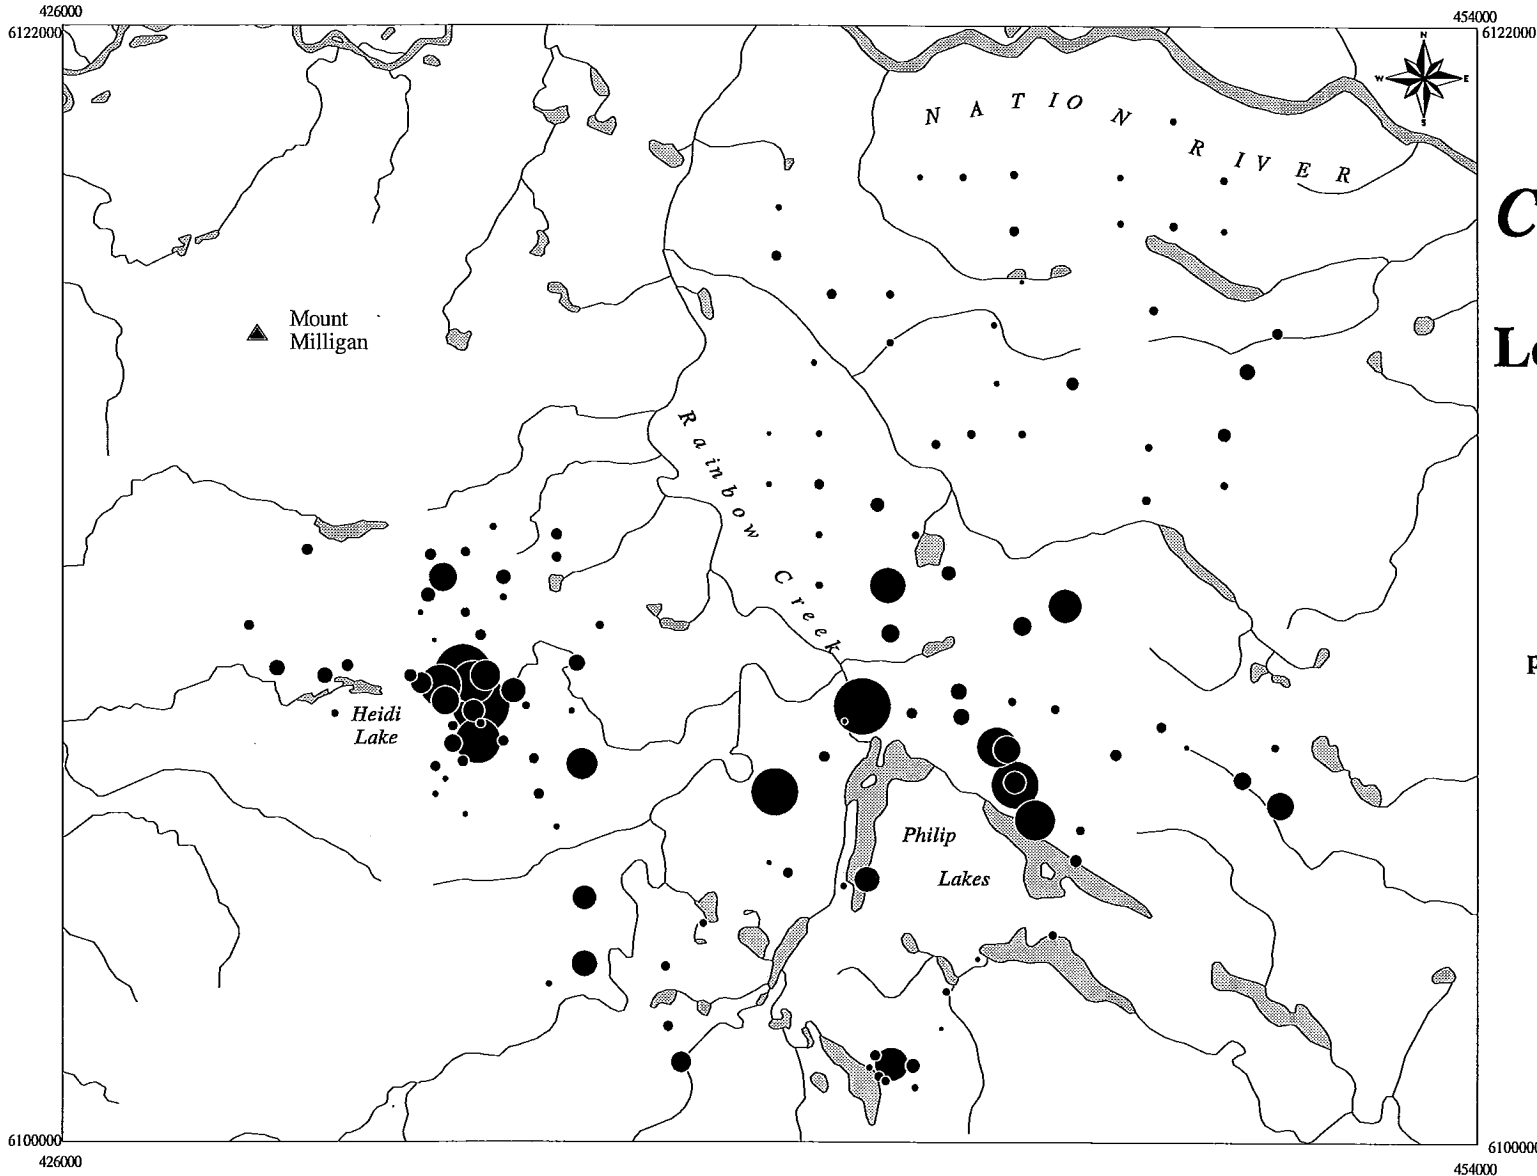 426000
454000
6122000
6122000
N
W E
S
NATION RIVER
C
Mount
Milligan
Rainbow Creek
P
Heidi
Lake
Philip
Lakes
6100000
6100000
426000
454000